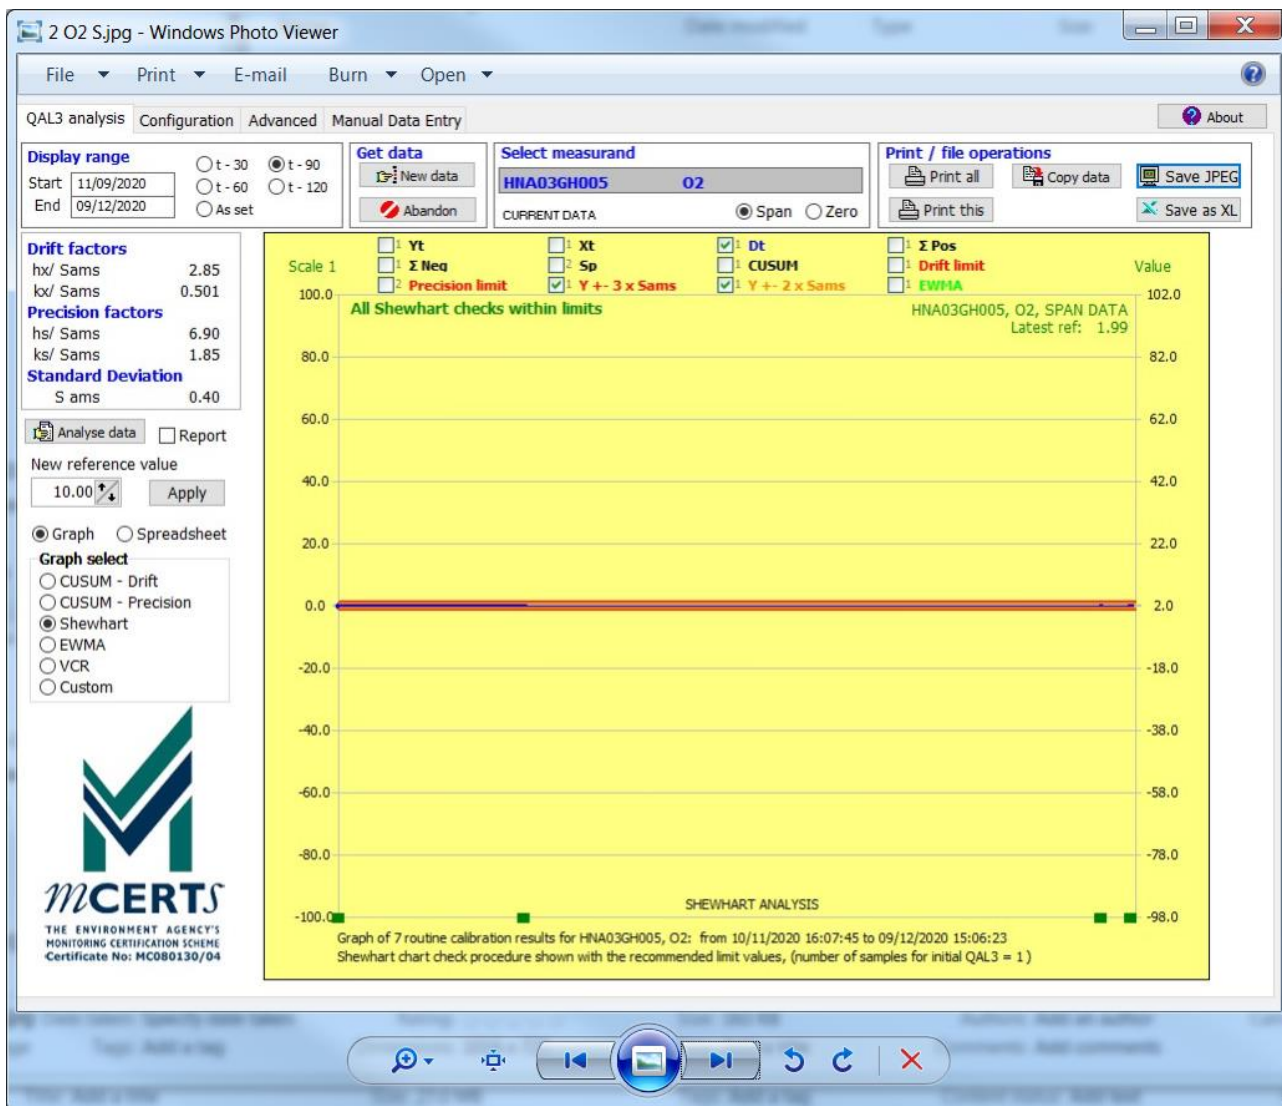 2 O2 S.jpg - Windows Photo Viewer
File Print E-mail Burn Open
QAL3 analysis Configuration Advanced Manual Data Entry About
Display range
t - 30 t - 90
Start 11/09/2020 t - 60 t - 120
End 09/12/2020 As set
Get data
New data
Abandon
Select measurand
HNA03GH005 O2
CURRENT DATA Span Zero
Print / file operations
Print all Copy data Save JPEG
Print this Save as XL
Drift factors
hx/ Sams 2.85
kx/ Sams 0.501
Precision factors
hs/ Sams 6.90
ks/ Sams 1.85
Standard Deviation
S ams 0.40
Analyse data Report
New reference value
10.00 Apply
Graph Spreadsheet
Graph select
CUSUM - Drift
CUSUM - Precision
Shewhart
EWMA
VCR
Custom
mCERTS
THE ENVIRONMENT AGENCY'S
MONITORING CERTIFICATION SCHEME
Certificate No: MC080130/04
1 Yt 1 Xt 1 Dt 1 Σ Pos
Scale 1 1 Σ Neg 2 Sp 1 CUSUM 1 Drift limit Value
2 Precision limit 1 Y +- 3 x Sams 1 Y +- 2 x Sams 1 EWMA
100.0 102.0
All Shewhart checks within limits HNA03GH005, O2, SPAN DATA
Latest ref: 1.99
80.0 82.0
60.0 62.0
40.0 42.0
20.0 22.0
0.0 2.0
-20.0 -18.0
-40.0 -38.0
-60.0 -58.0
-80.0 -78.0
SHEWHART ANALYSIS
-100.0 -98.0
Graph of 7 routine calibration results for HNA03GH005, O2: from 10/11/2020 16:07:45 to 09/12/2020 15:06:23
Shewhart chart check procedure shown with the recommended limit values, (number of samples for initial QAL3 = 1 )